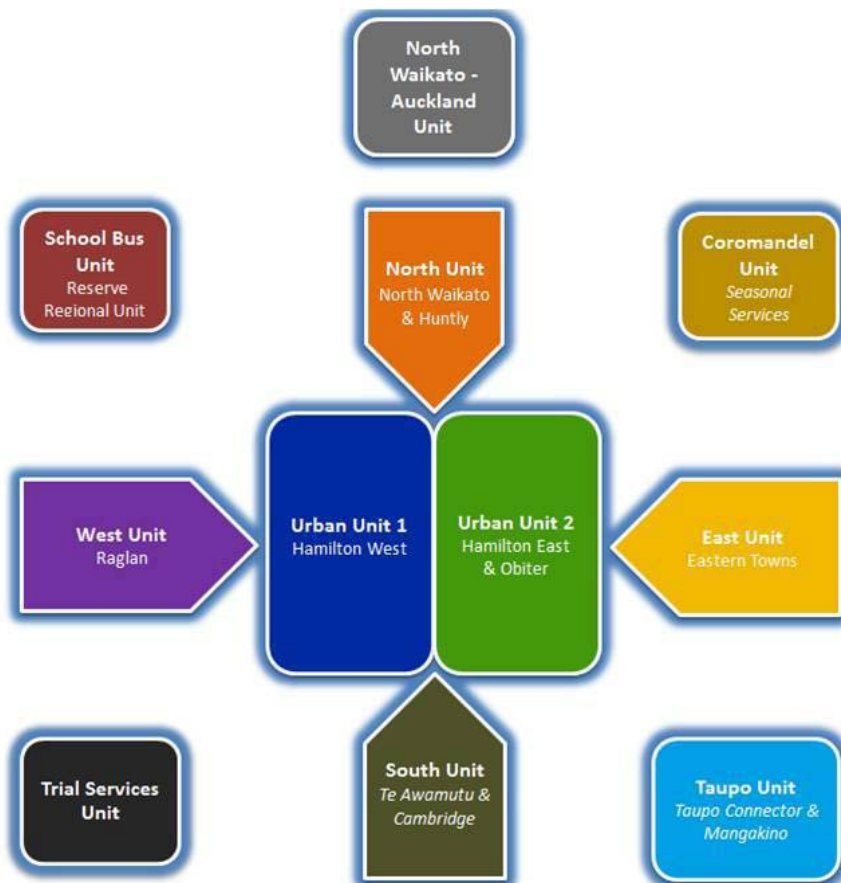 North
Waikato -
Auckland
Unit
School Bus
Unit
Reserve
Regional Unit
North Unit
North Waikato
& Huntly
Coromandel
Unit
Seasonal
Services
West Unit
Raglan
Urban Unit 1
Hamilton West
Urban Unit 2
Hamilton East
& Obiter
East Unit
Eastern Towns
Trial Services
Unit
South Unit
Te Awamutu &
Cambridge
Taupo Unit
Taupo Connector &
Mangakino